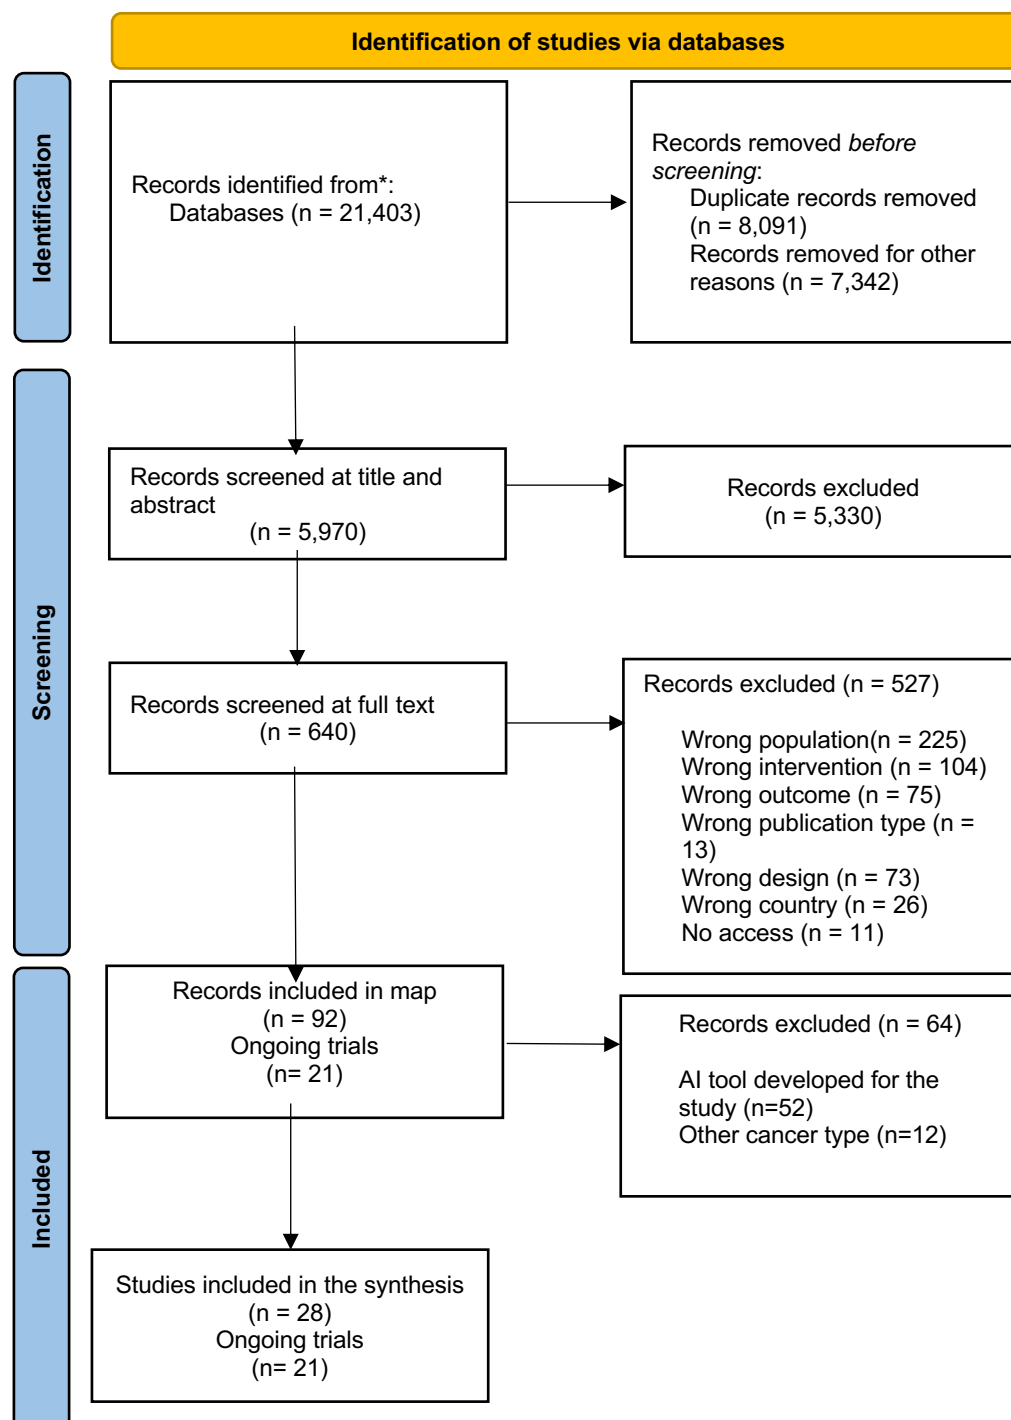 Identification of studies via databases
Identification
Records identified from*:
Databases (n = 21,403)
Records removed before
screening:
Duplicate records removed
(n = 8,091)
Records removed for other
reasons (n = 7,342)
Screening
Records screened at title and
abstract
(n = 5,970)
Records excluded
(n = 5,330)
Records screened at full text
(n = 640)
Records excluded (n = 527)
Wrong population(n = 225)
Wrong intervention (n = 104)
Wrong outcome (n = 75)
Wrong publication type (n =
13)
Wrong design (n = 73)
Wrong country (n = 26)
No access (n = 11)
Included
Records included in map
(n = 92)
Ongoing trials
(n= 21)
Records excluded (n = 64)
AI tool developed for the
study (n=52)
Other cancer type (n=12)
Studies included in the synthesis
(n = 28)
Ongoing trials
(n= 21)